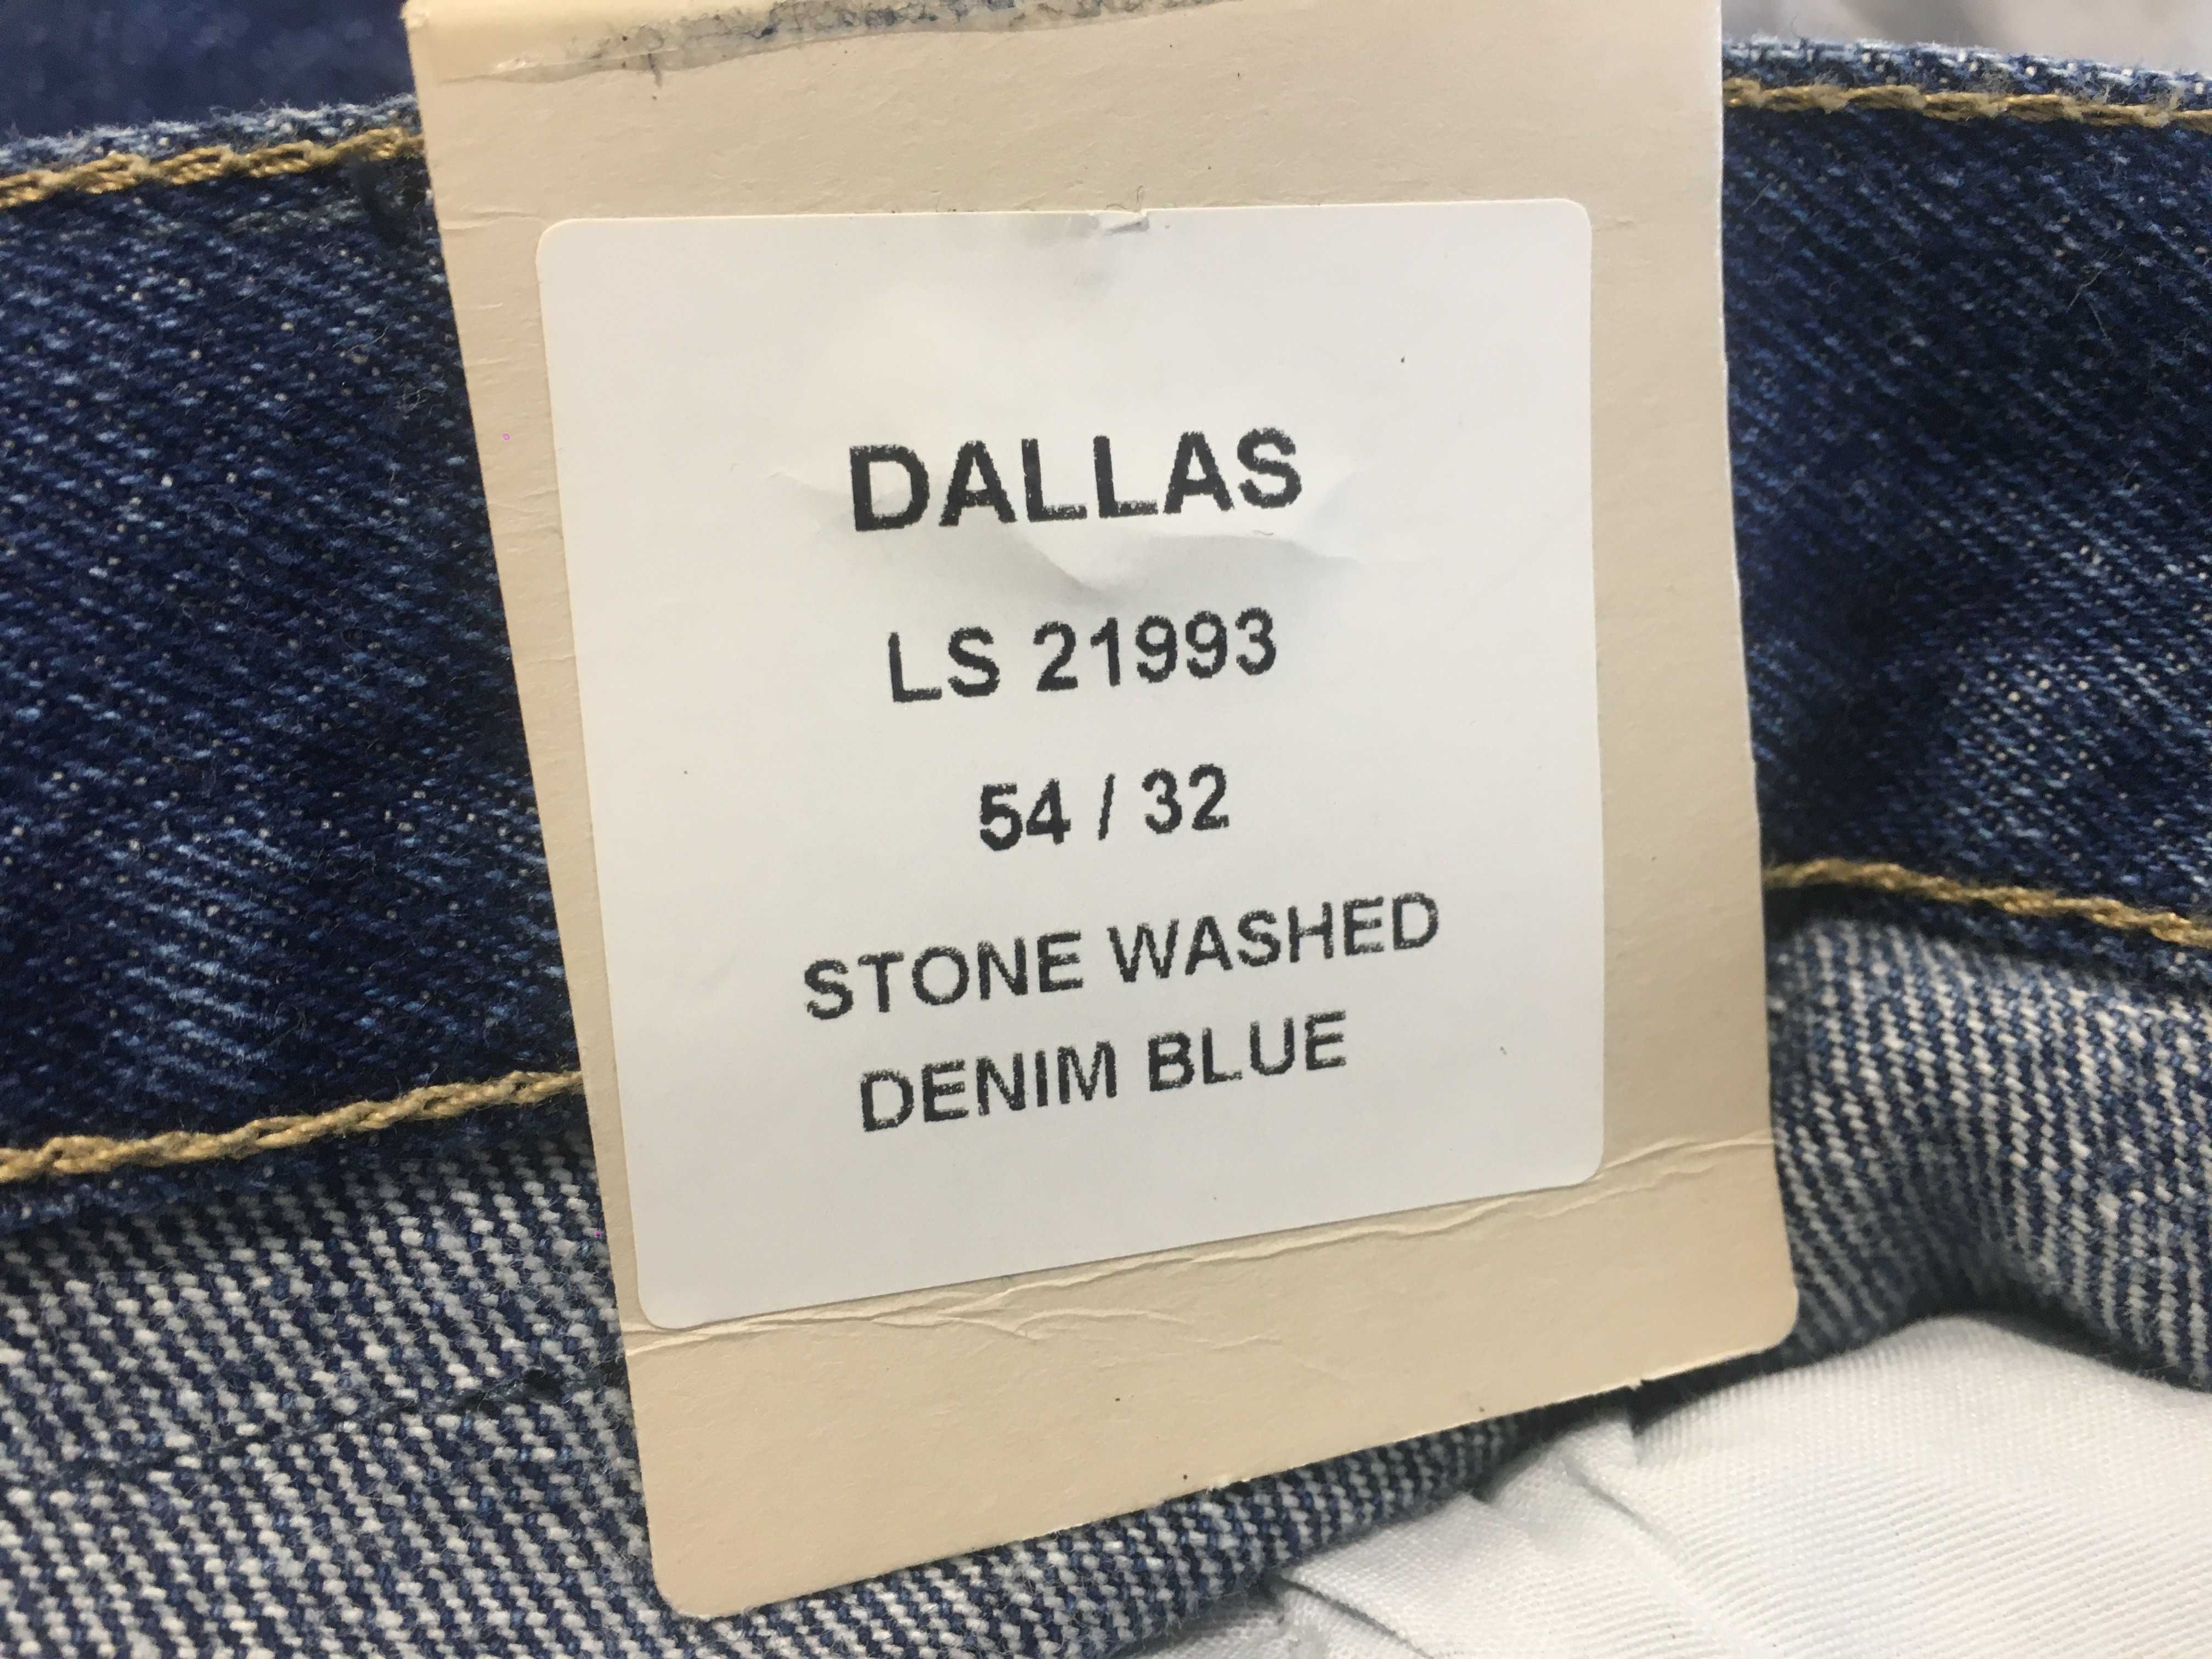 DALLAS
LS 21993
54 / 32
STONE WASHED
DENIM BLUE